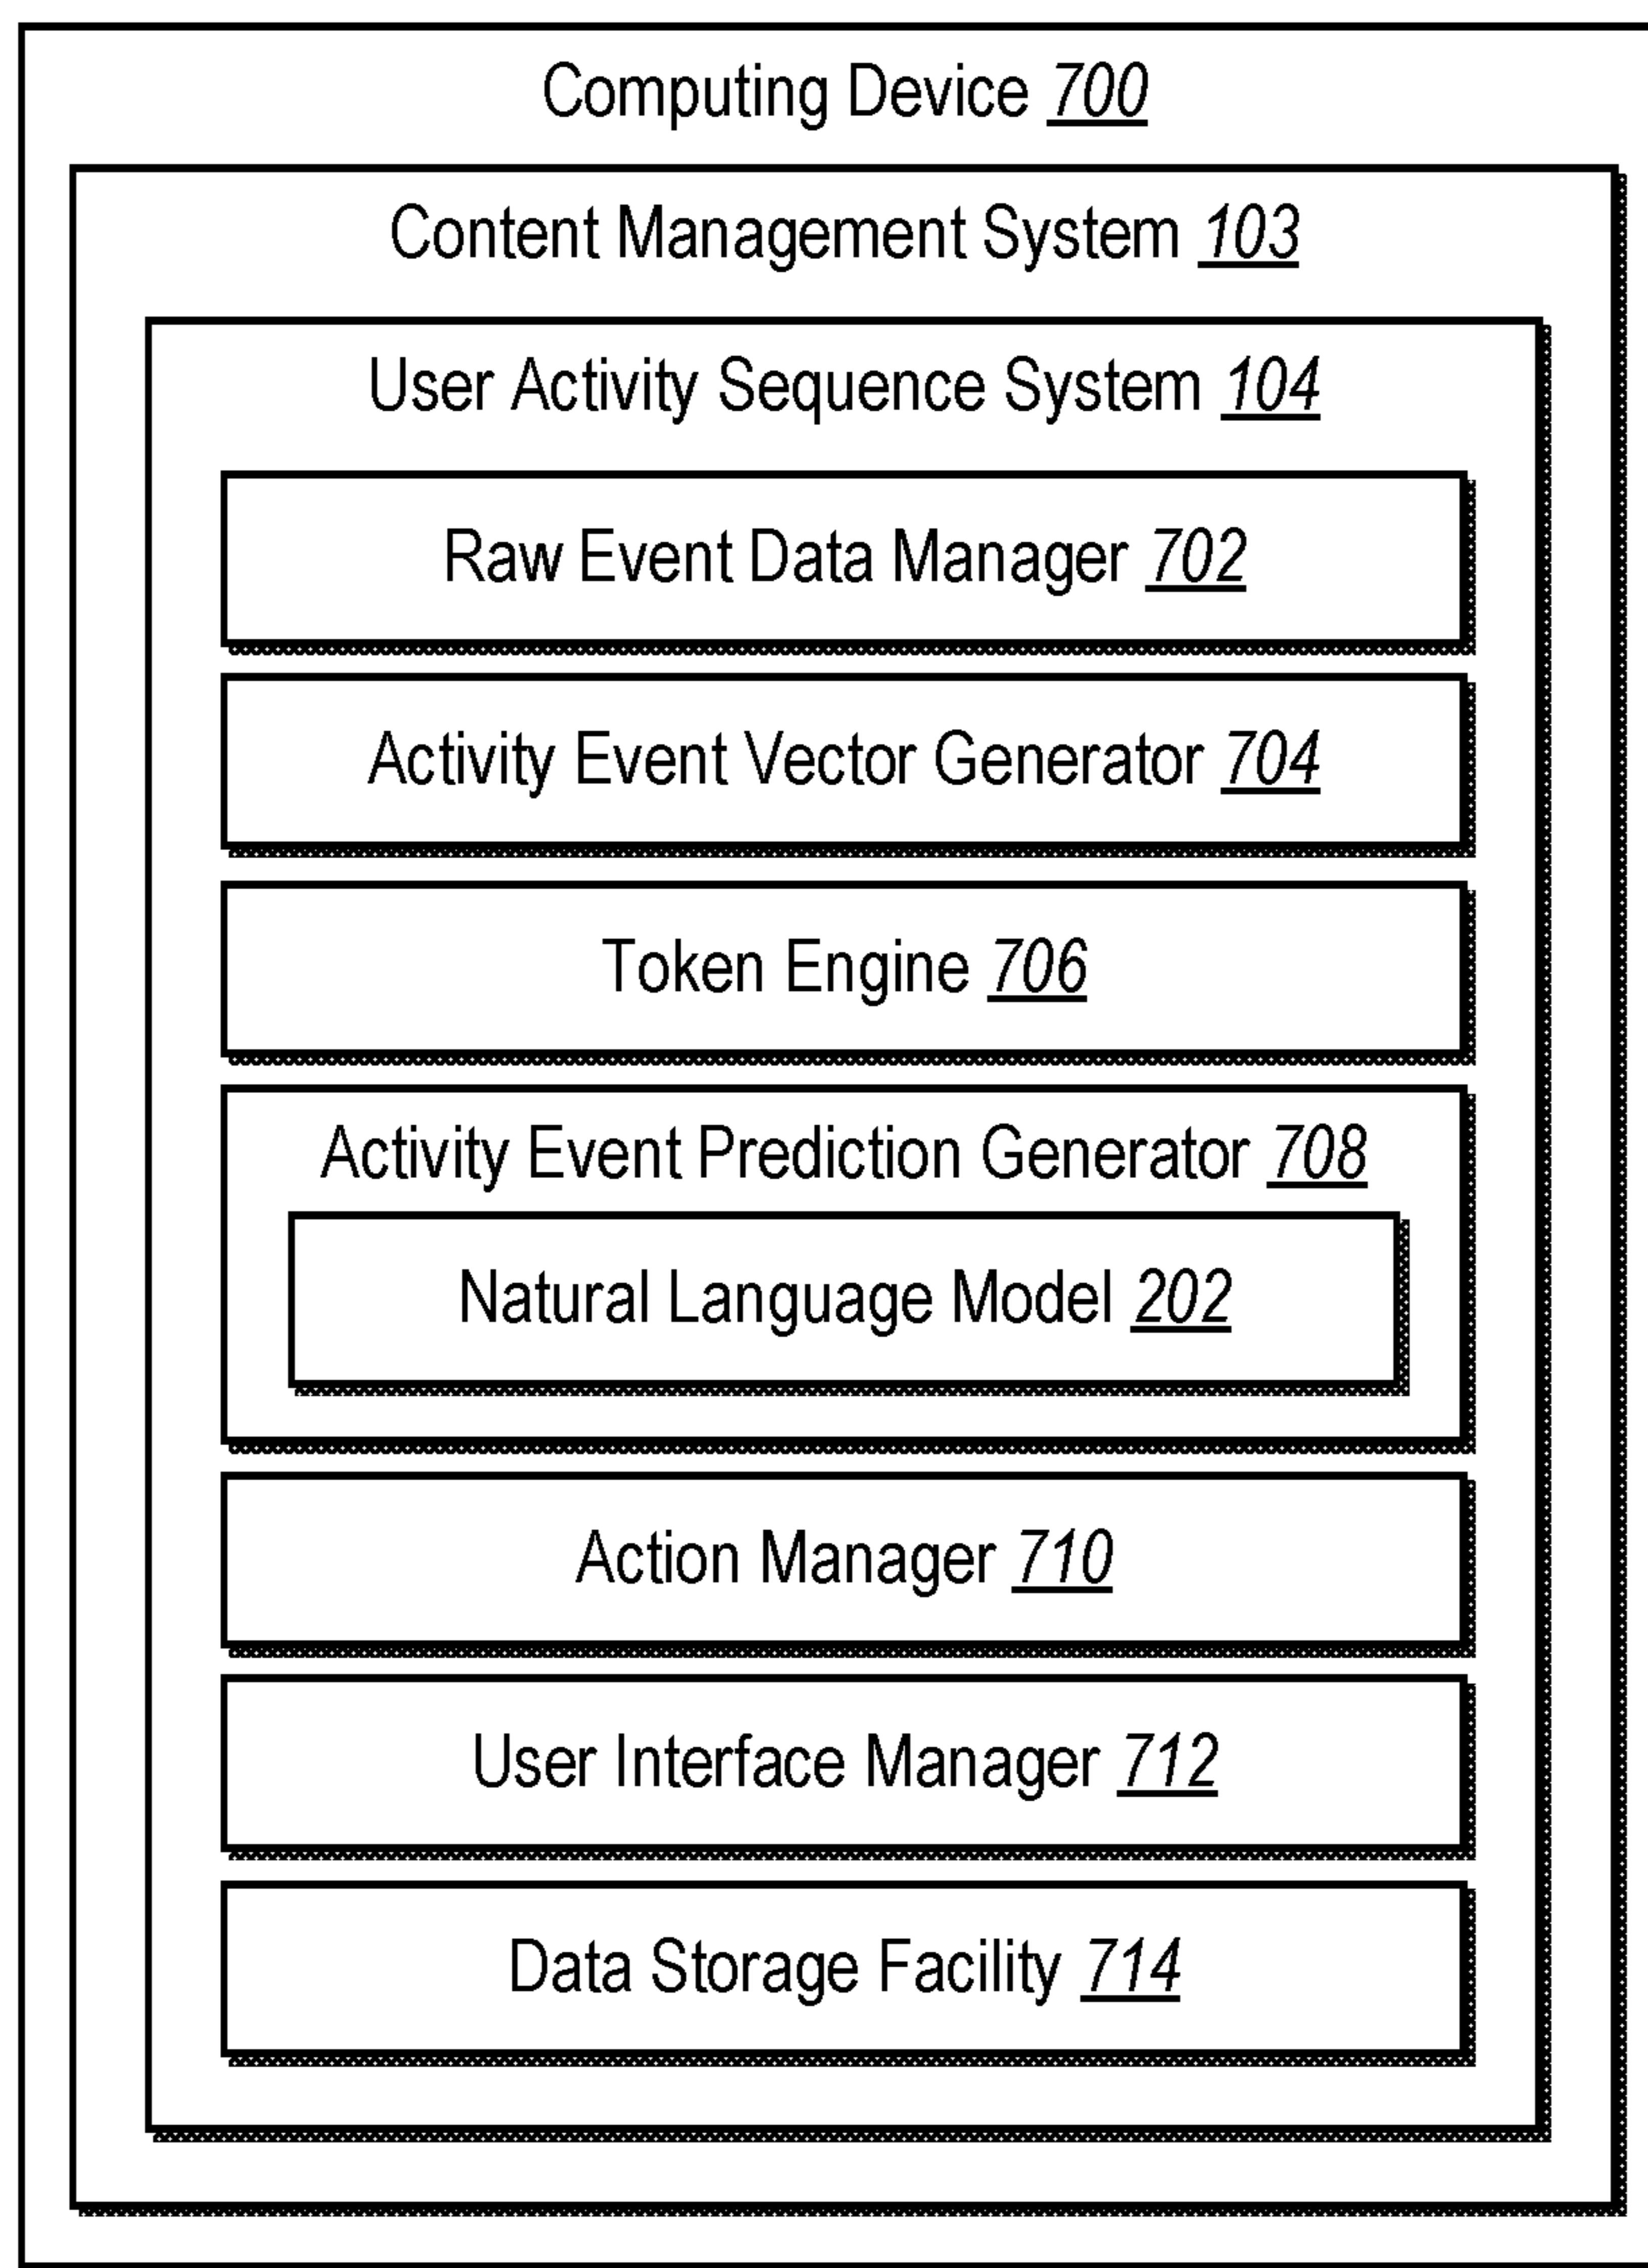 Computing Device 700
Content Management System 103
User Activity Sequence System 104
Raw Event Data Manager 702
Activity Event Vector Generator 704
Token Engine 706
Activity Event Prediction Generator 708
Natural Language Model 202
Action Manager 710
User Interface Manager 712
Data Storage Facility 714